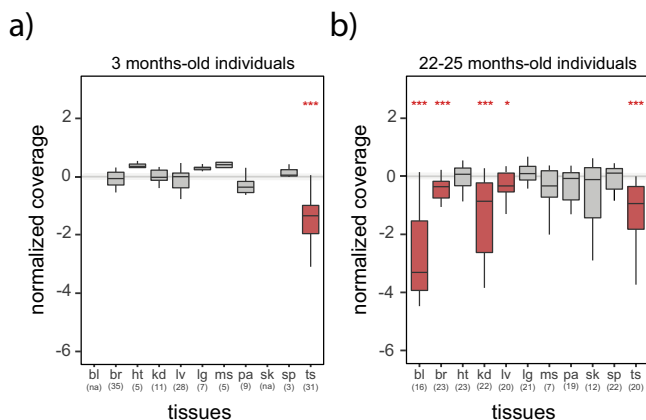 a)
3 months-old individuals
***
2
0
-2
-4
-6
normalized coverage
bl br ht kd lv lg ms pa sk sp ts
(na) (35) (5) (11) (28) (7) (5) (9) (na) (3) (31)
tissues
b)
22-25 months-old individuals
*** *** *** * ***
2
0
-2
-4
-6
normalized coverage
bl br ht kd lv lg ms pa sk sp ts
(16) (23) (23) (22) (20) (21) (7) (19) (12) (22) (20)
tissues